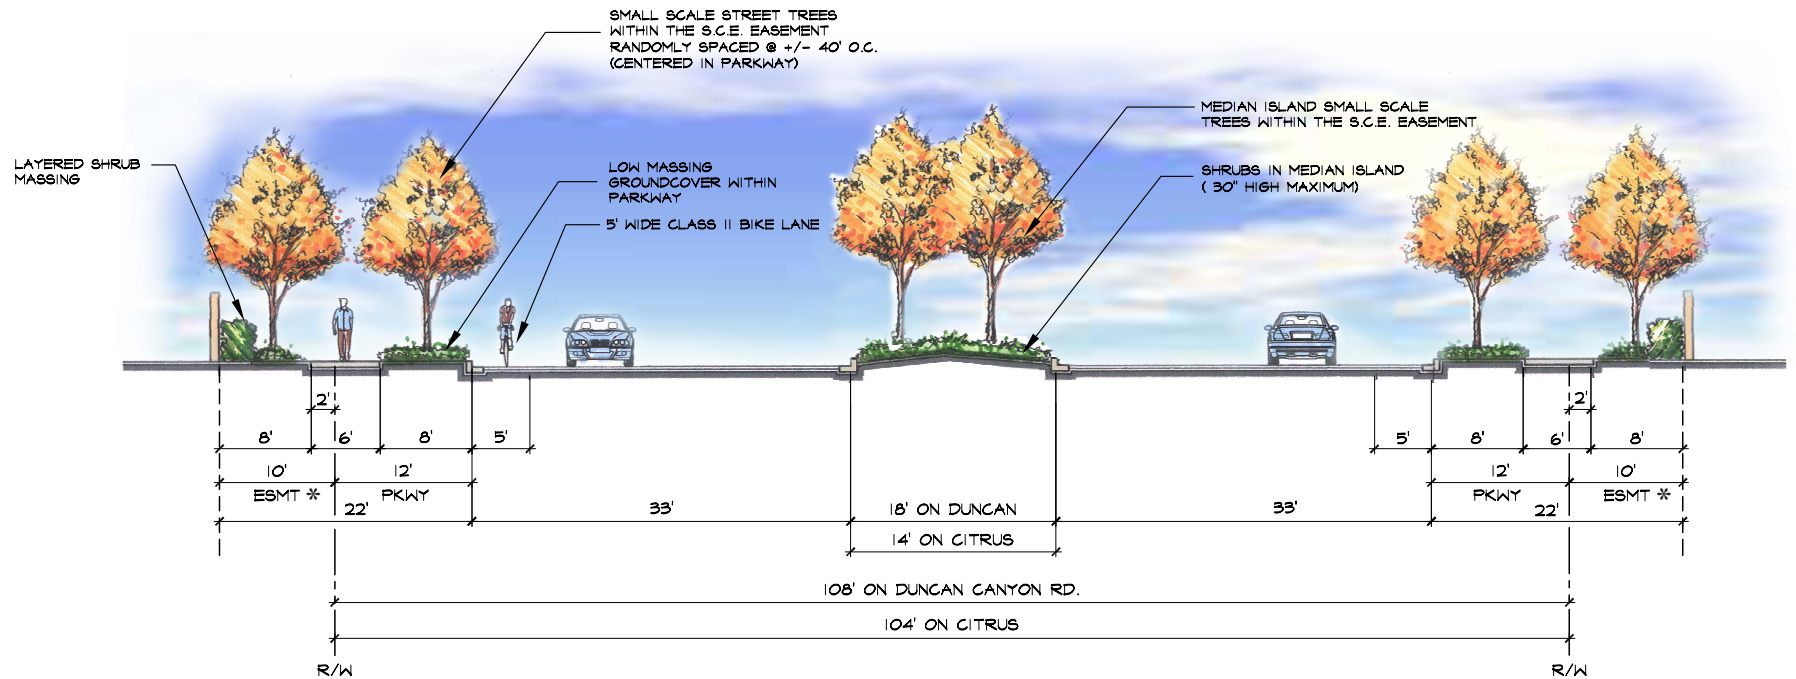 SMALL SCALE STREET TREES
WITHIN THE S.C.E. EASEMENT
RANDOMLY SPACED @ +/- 40' O.C.
(CENTERED IN PARKWAY)
MEDIAN ISLAND SMALL SCALE
TREES WITHIN THE S.C.E. EASEMENT
LAYERED SHRUB
MASSING
LOW MASSING
GROUNDCOVER WITHIN
PARKWAY
SHRUBS IN MEDIAN ISLAND
( 30" HIGH MAXIMUM)
5' WIDE CLASS II BIKE LANE
2' 2'
8' 6' 8' 5' 5' 8' 6' 8'
10' 12' 12' 10'
ESMT * PKWY PKWY ESMT *
22' 33' 18' ON DUNCAN 33' 22'
14' ON CITRUS
108' ON DUNCAN CANYON RD.
104' ON CITRUS
R/W R/W